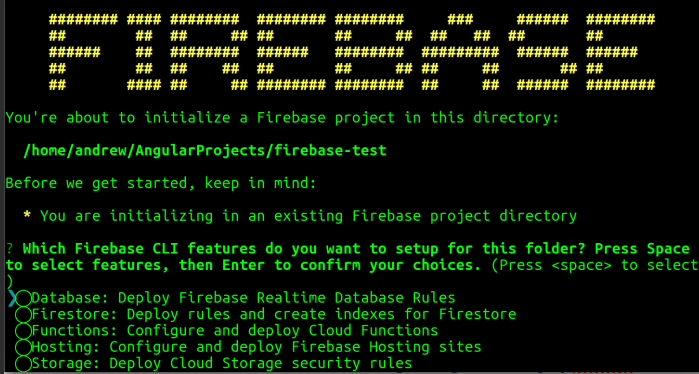 FIREBASE
You're about to initialize a Firebase project in this directory:
/home/andrew/AngularProjects/firebase-test
Before we get started, keep in mind:
* You are initializing in an existing Firebase project directory
? Which Firebase CLI features do you want to setup for this folder? Press Space
to select features, then Enter to confirm your choices. (Press <space> to select
)
❯◯Database: Deploy Firebase Realtime Database Rules
◯Firestore: Deploy rules and create indexes for Firestore
◯Functions: Configure and deploy Cloud Functions
◯Hosting: Configure and deploy Firebase Hosting sites
◯Storage: Deploy Cloud Storage security rules